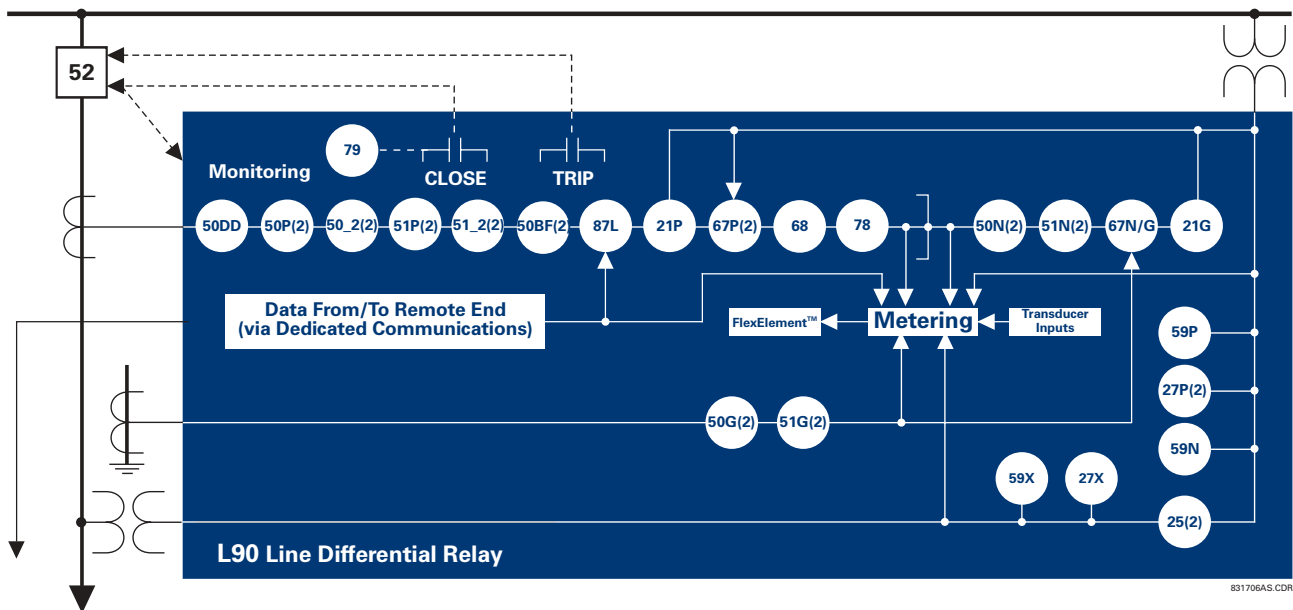 52
79
Monitoring
CLOSE
TRIP
50DD
50P(2)
50_2(2)
51P(2)
51_2(2)
50BF(2)
87L
21P
67P(2)
68
78
50N(2)
51N(2)
67N/G
21G
Data From/To Remote End
(via Dedicated Communications)
FlexElement™
Metering
Transducer
Inputs
59P
27P(2)
50G(2)
51G(2)
59N
59X
27X
25(2)
L90 Line Differential Relay
831706AS.CDR